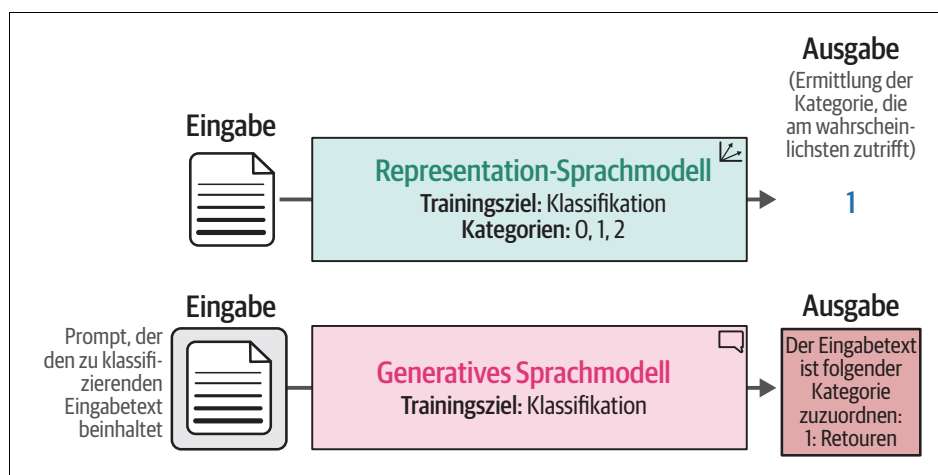 Ausgabe
(Ermittlung der
Kategorie, die
am wahrschein-
lichsten zutrifft)
1
Eingabe
Representation-Sprachmodell
Trainingsziel: Klassifikation
Kategorien: 0, 1, 2
Eingabe
Prompt, der
den zu klassifi-
zierenden
Eingabetext
beinhaltet
Generatives Sprachmodell
Trainingsziel: Klassifikation
Ausgabe
Der Eingabetext
ist folgender
Kategorie
zuzuordnen:
1: Retouren